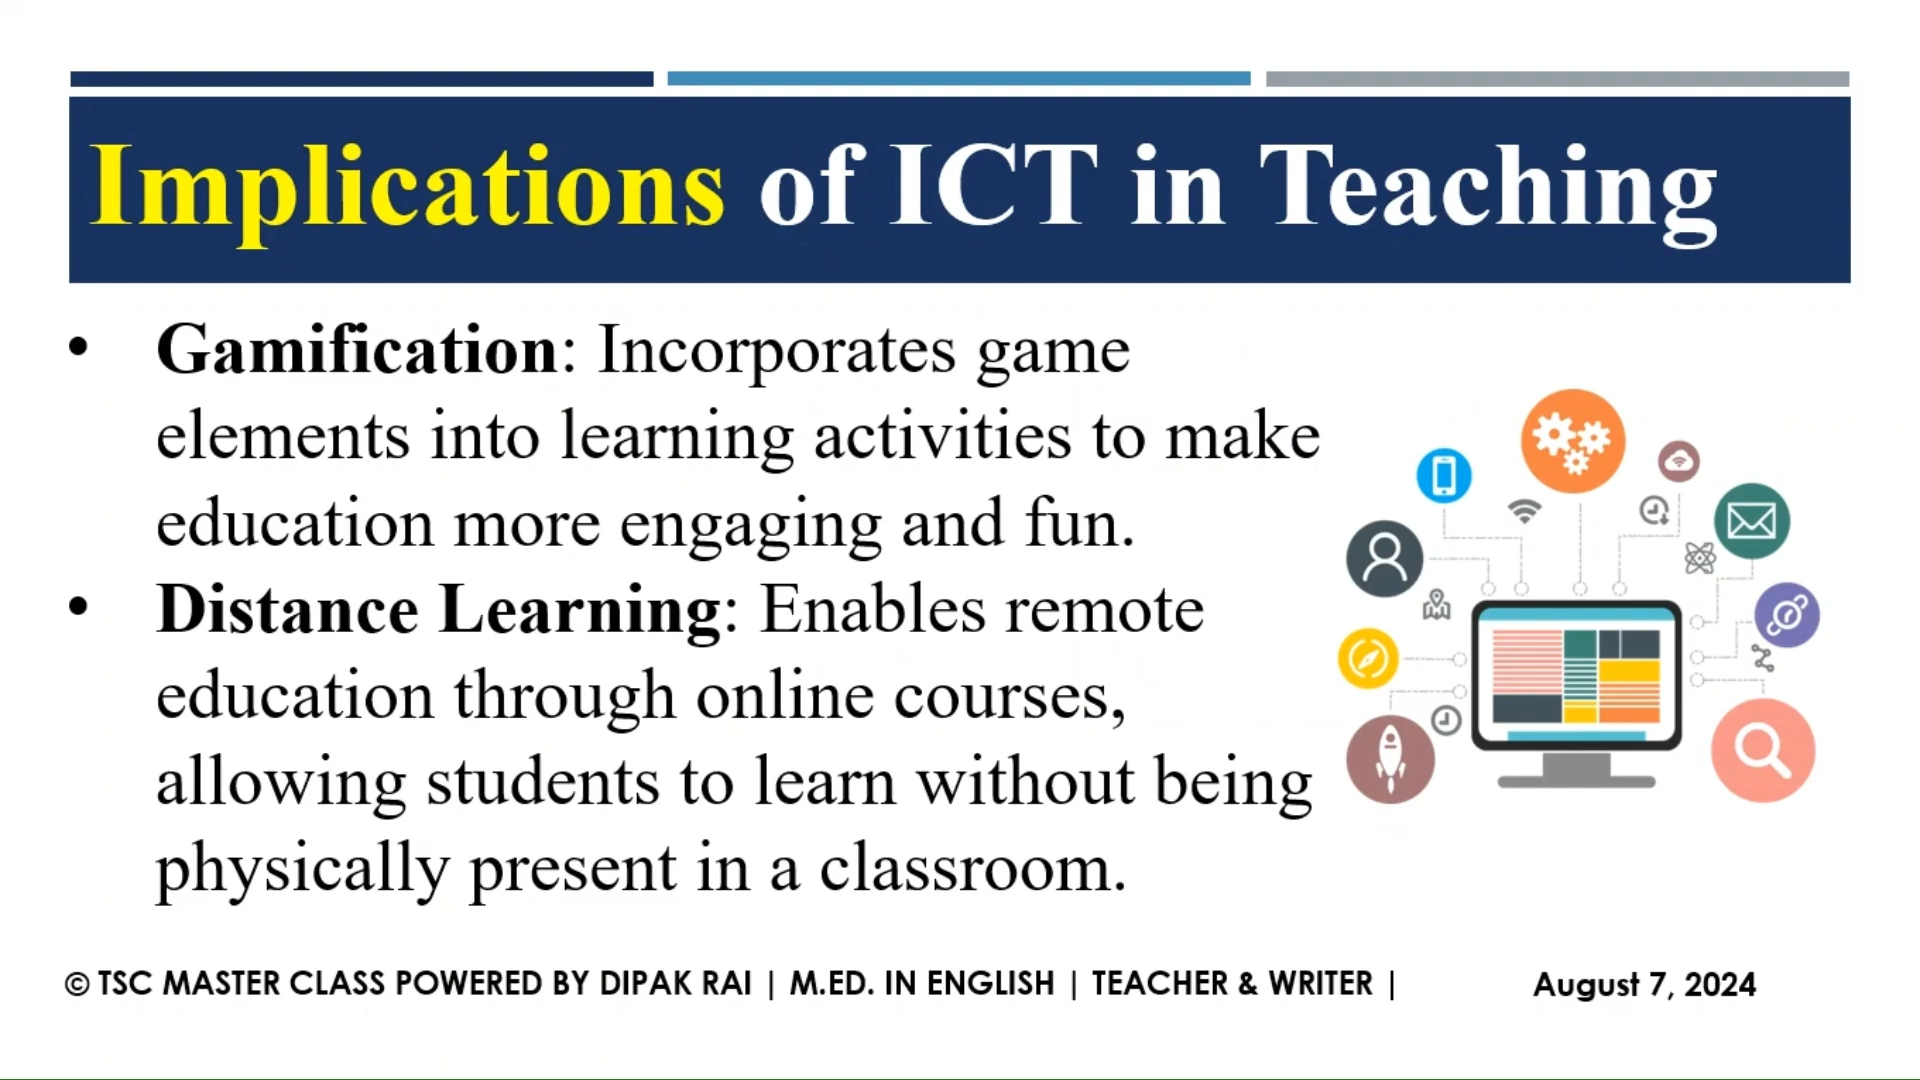 Implications of ICT in Teaching
• Gamification: Incorporates game
elements into learning activities to make
education more engaging and fun.
• Distance Learning: Enables remote
education through online courses,
allowing students to learn without being
physically present in a classroom.
© TSC MASTER CLASS POWERED BY DIPAK RAI | M.ED. IN ENGLISH | TEACHER & WRITER |
August 7, 2024